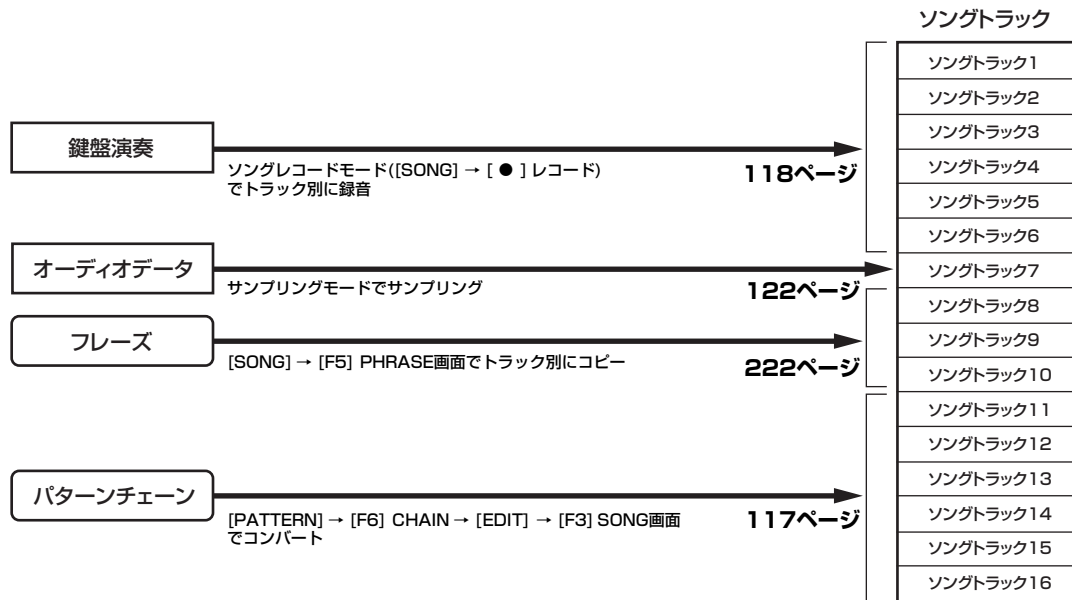 ソングトラック
ソングトラック1
ソングトラック2
ソングトラック3
鍵盤演奏
ソングレコードモード([SONG] → [ ● ] レコード)
でトラック別に録音
118ページ
ソングトラック4
ソングトラック5
ソングトラック6
オーディオデータ
サンプリングモードでサンプリング
122ページ
ソングトラック7
ソングトラック8
フレーズ
[SONG] → [F5] PHRASE画面でトラック別にコピー
222ページ
ソングトラック9
ソングトラック10
ソングトラック11
ソングトラック12
ソングトラック13
パターンチェーン
[PATTERN] → [F6] CHAIN → [EDIT] → [F3] SONG画面
でコンバート
117ページ
ソングトラック14
ソングトラック15
ソングトラック16